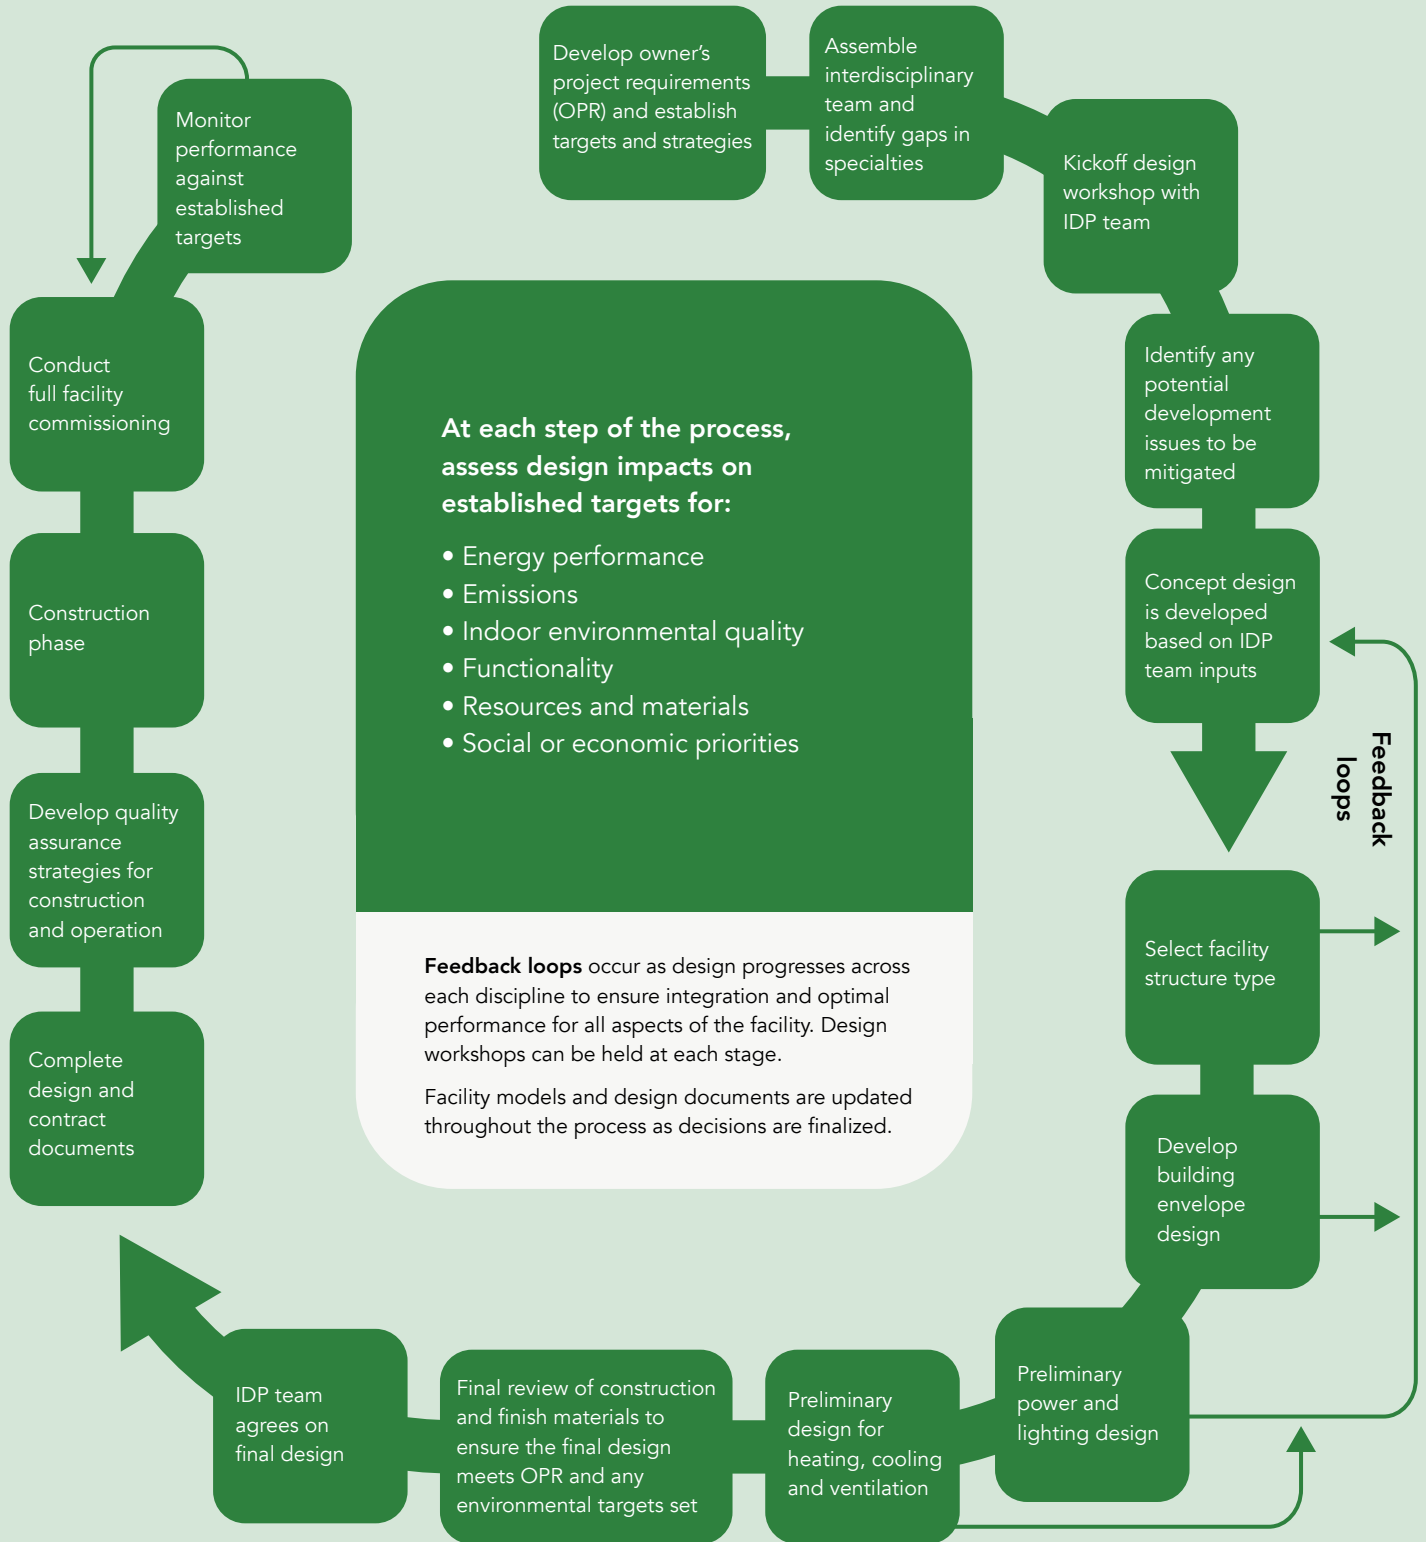 Develop owner’s
project requirements
(OPR) and establish
targets and strategies
Assemble
interdisciplinary
team and
identify gaps in
specialties
Kickoff design
workshop with
IDP team
Identify any
potential
development
issues to be
mitigated
Concept design
is developed
based on IDP
team inputs
Feedback
loops
Select facility
structure type
Develop
building
envelope
design
Preliminary
power and
lighting design
Preliminary
design for
heating, cooling
and ventilation
Final review of construction
and finish materials to
ensure the final design
meets OPR and any
environmental targets set
IDP team
agrees on
final design
Complete
design and
contract
documents
Develop quality
assurance
strategies for
construction
and operation
Construction
phase
Conduct
full facility
commissioning
Monitor
performance
against
established
targets
At each step of the process,
assess design impacts on
established targets for:
• Energy performance
• Emissions
• Indoor environmental quality
• Functionality
• Resources and materials
• Social or economic priorities
Feedback loops occur as design progresses across
each discipline to ensure integration and optimal
performance for all aspects of the facility. Design
workshops can be held at each stage.
Facility models and design documents are updated
throughout the process as decisions are finalized.